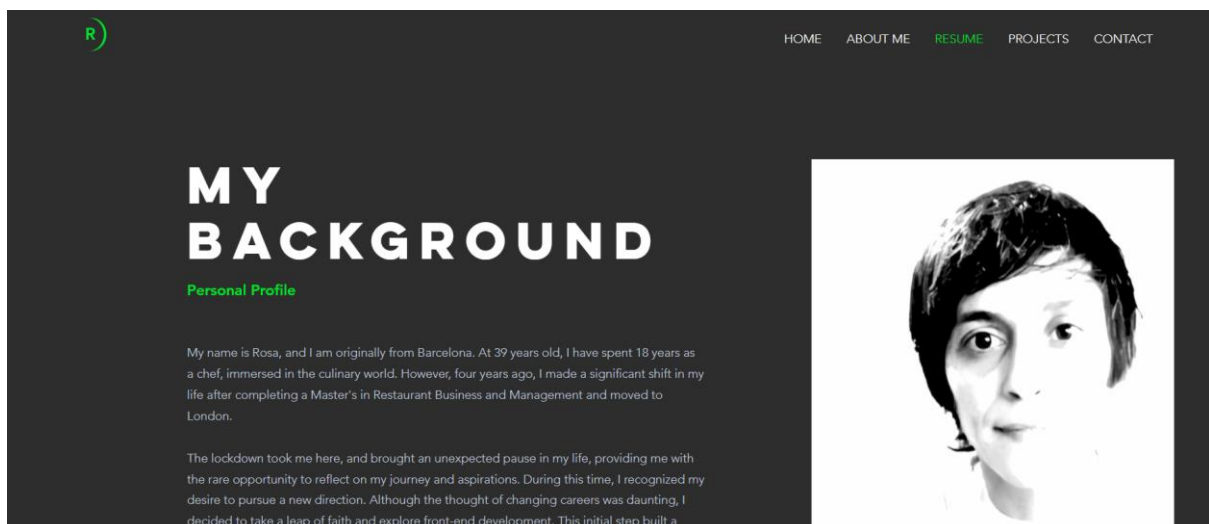 R
HOME ABOUT ME RESUME PROJECTS CONTACT
MY
BACKGROUND
Personal Profile
My name is Rosa, and I am originally from Barcelona. At 39 years old, I have spent 18 years as
a chef, immersed in the culinary world. However, four years ago, I made a significant shift in my
life after completing a Master's in Restaurant Business and Management and moved to
London.
The lockdown took me here, and brought an unexpected pause in my life, providing me with
the rare opportunity to reflect on my journey and aspirations. During this time, I recognized my
desire to pursue a new direction. Although the thought of changing careers was daunting, I
decided to take a leap of faith and explore front-end development. This initial step built a